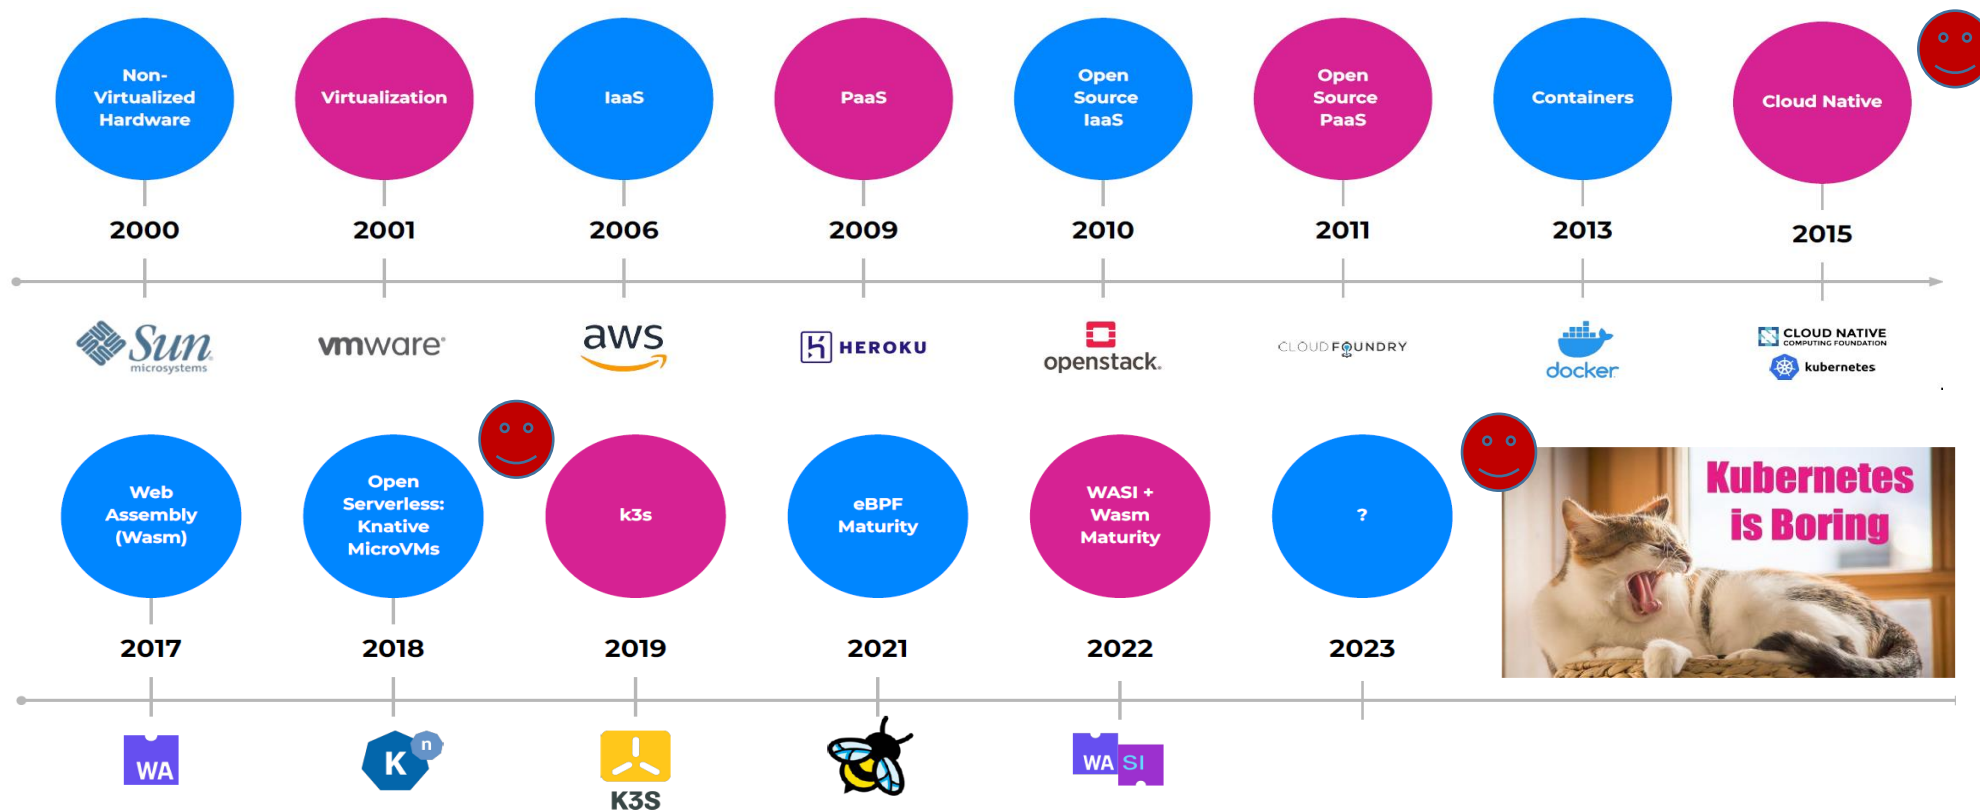 Non-
Virtualized
Hardware
Virtualization
IaaS
PaaS
Open
Source
IaaS
Open
Source
PaaS
Containers
Cloud Native
2000
2001
2006
2009
2010
2011
2013
2015
Sun
microsystems
vmware
aws
HEROKU
openstack.
CLOUD FOUNDRY
docker
CLOUD NATIVE
COMPUTING FOUNDATION
kubernetes
Web
Assembly
(Wasm)
Open
Serverless:
Knative
MicroVMs
k3s
eBPF
Maturity
WASI +
Wasm
Maturity
?
Kubernetes
is Boring
2017
2018
2019
2021
2022
2023
WA
K n
K3S
WA SI